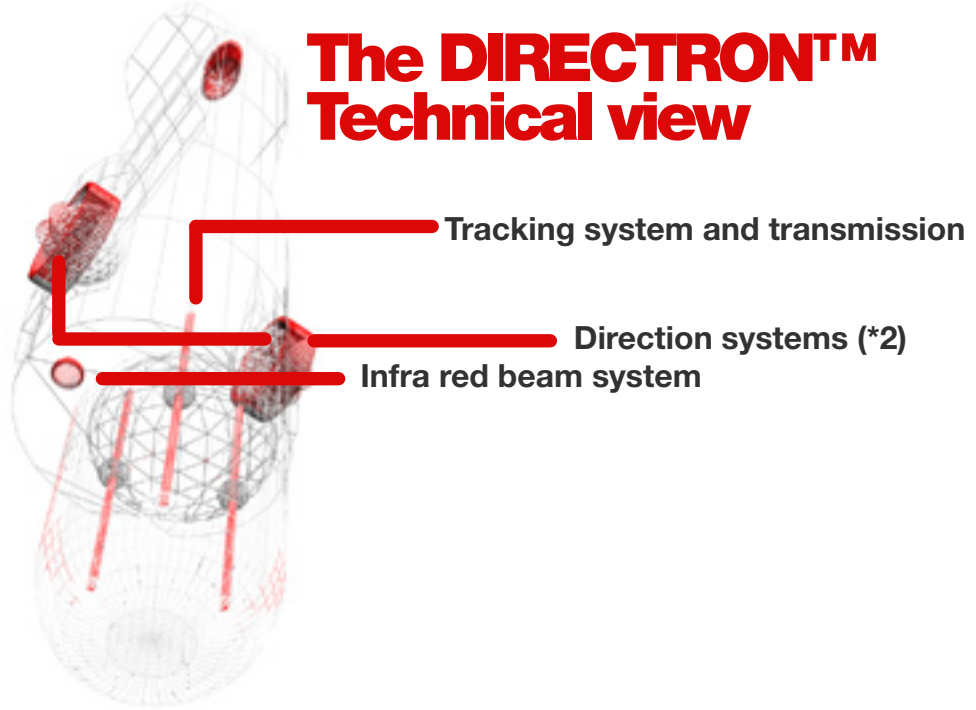 The DIRECTRON™
Technical view
Tracking system and transmission
Direction systems (*2)
Infra red beam system